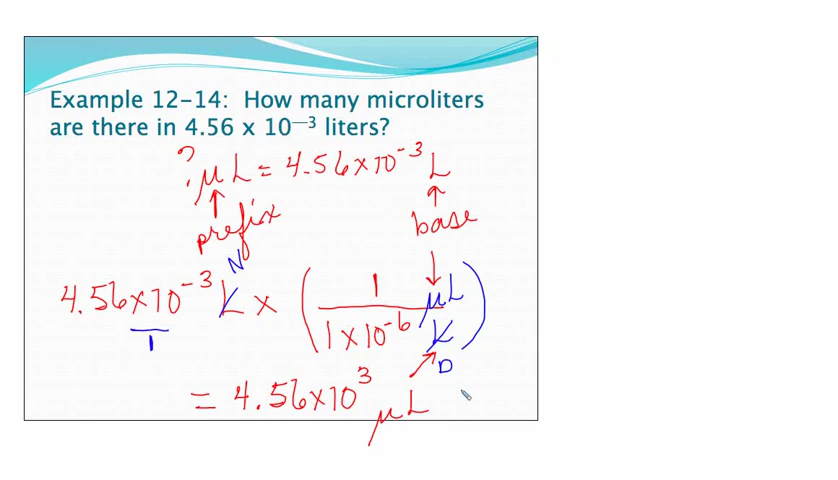 Example 12-14: How many microliters
are there in 4.56 x 10⁻³ liters?
? μL = 4.56×10⁻³ L
prefix base
N
4.56×10⁻³ L × ( 1 μL
1 1×10⁻⁶ L )
D
= 4.56×10³ μL